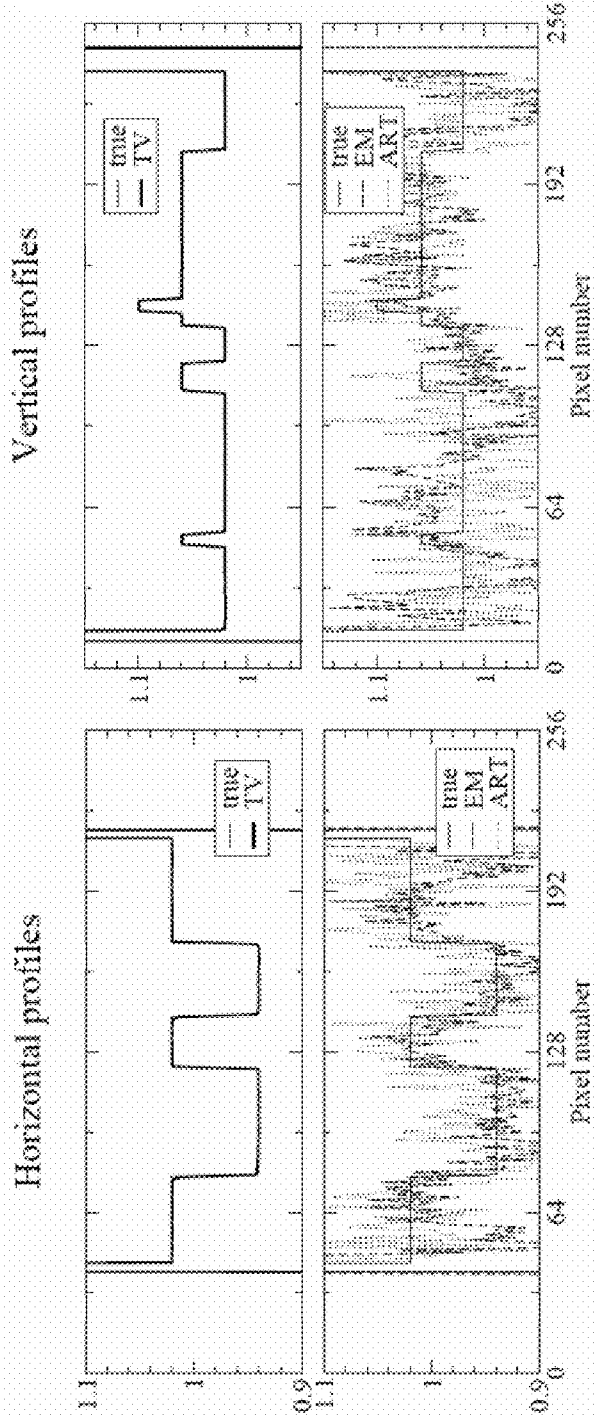 Horizontal profiles
1.1
1
0.9
true
TV
1.1
1
0.9
true
EM
ART
0
64
128
192
256
Pixel number
Vertical profiles
1.1
1
true
TV
1.1
1
true
EM
ART
0
64
128
192
256
Pixel number